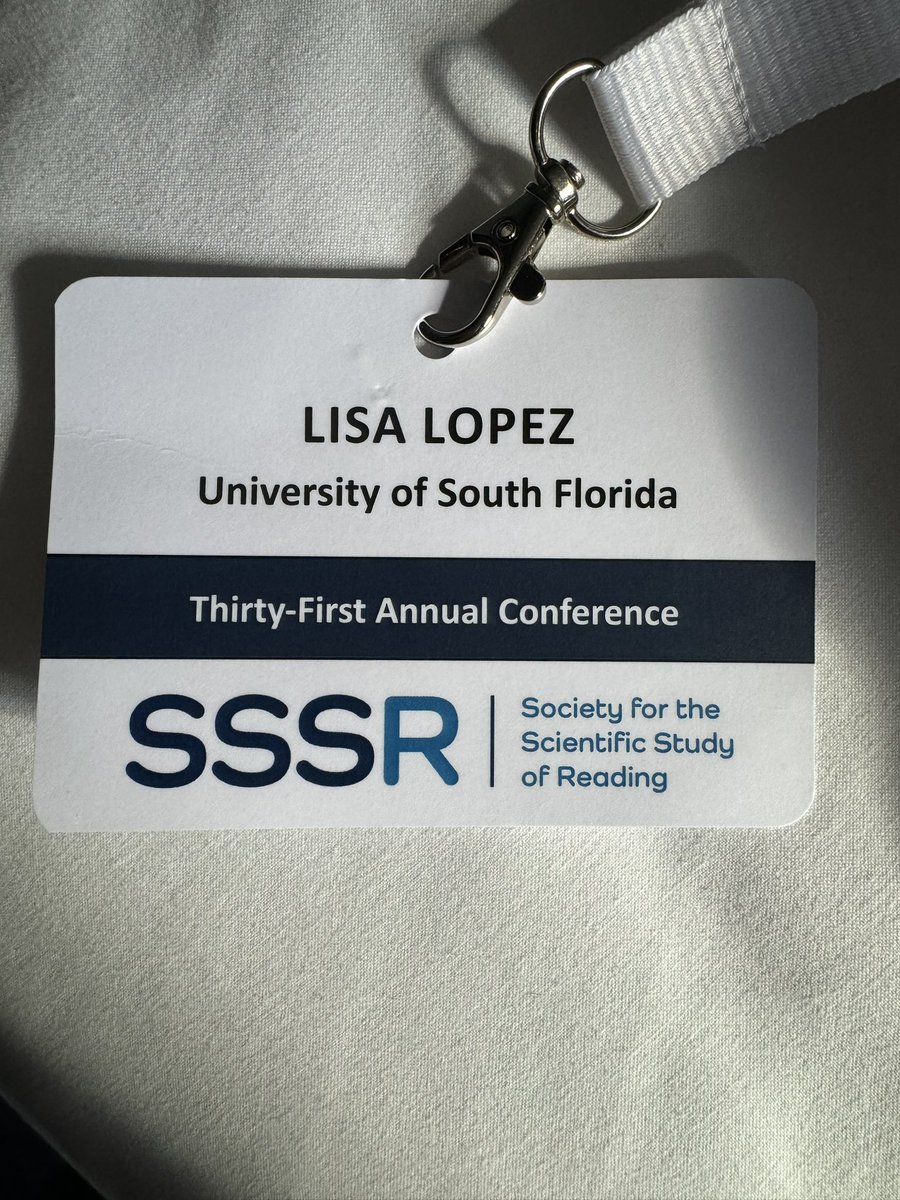 LISA LOPEZ
University of South Florida
Thirty-First Annual Conference
SSSR
Society for the
Scientific Study
of Reading